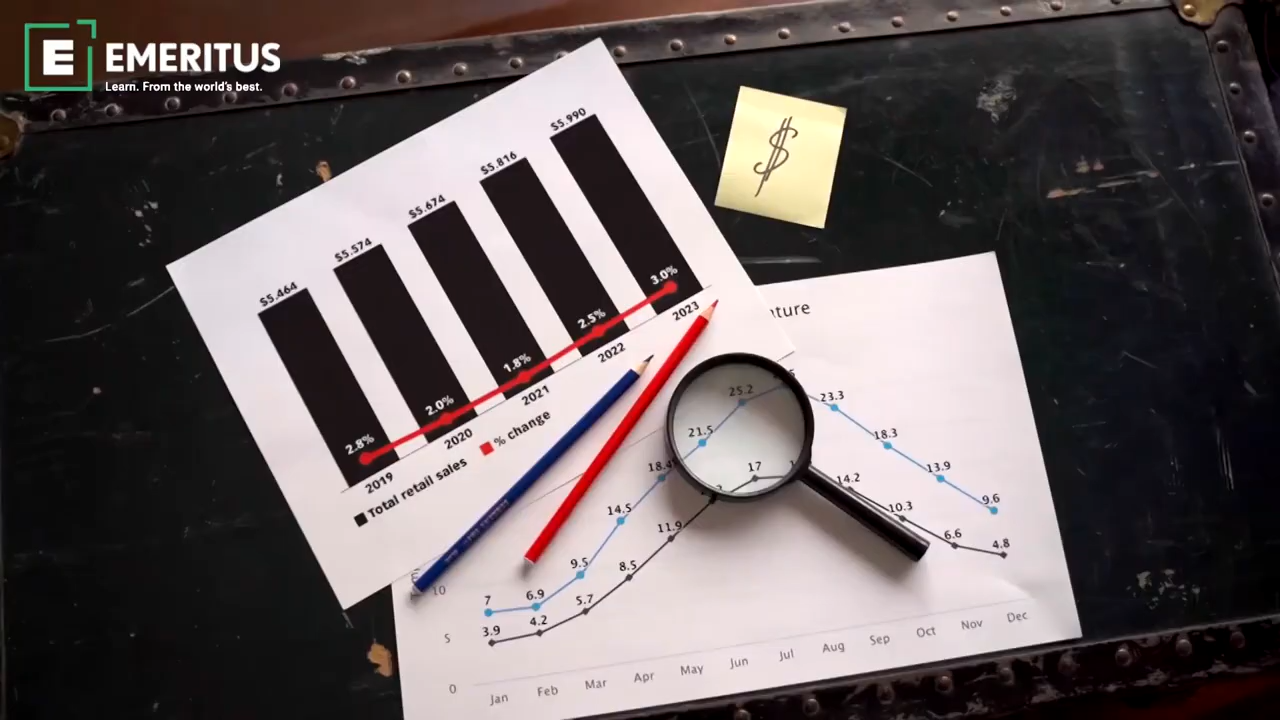 EMERITUS
Learn. From the world's best.
$
$5.464
$5.574
$5.674
$5.816
$5.990
2.8%
2.0%
1.8%
2.5%
3.0%
2019
2020
2021
2022
2023
Total retail sales
% change
ature
7
6.9
9.5
14.5
18.4
21.5
25.2
23.3
18.3
13.9
9.6
3.9
4.2
5.7
8.5
11.9
17
14.2
10.3
6.6
4.8
10
5
0
Jan
Feb
Mar
Apr
May
Jun
Jul
Aug
Sep
Oct
Nov
Dec